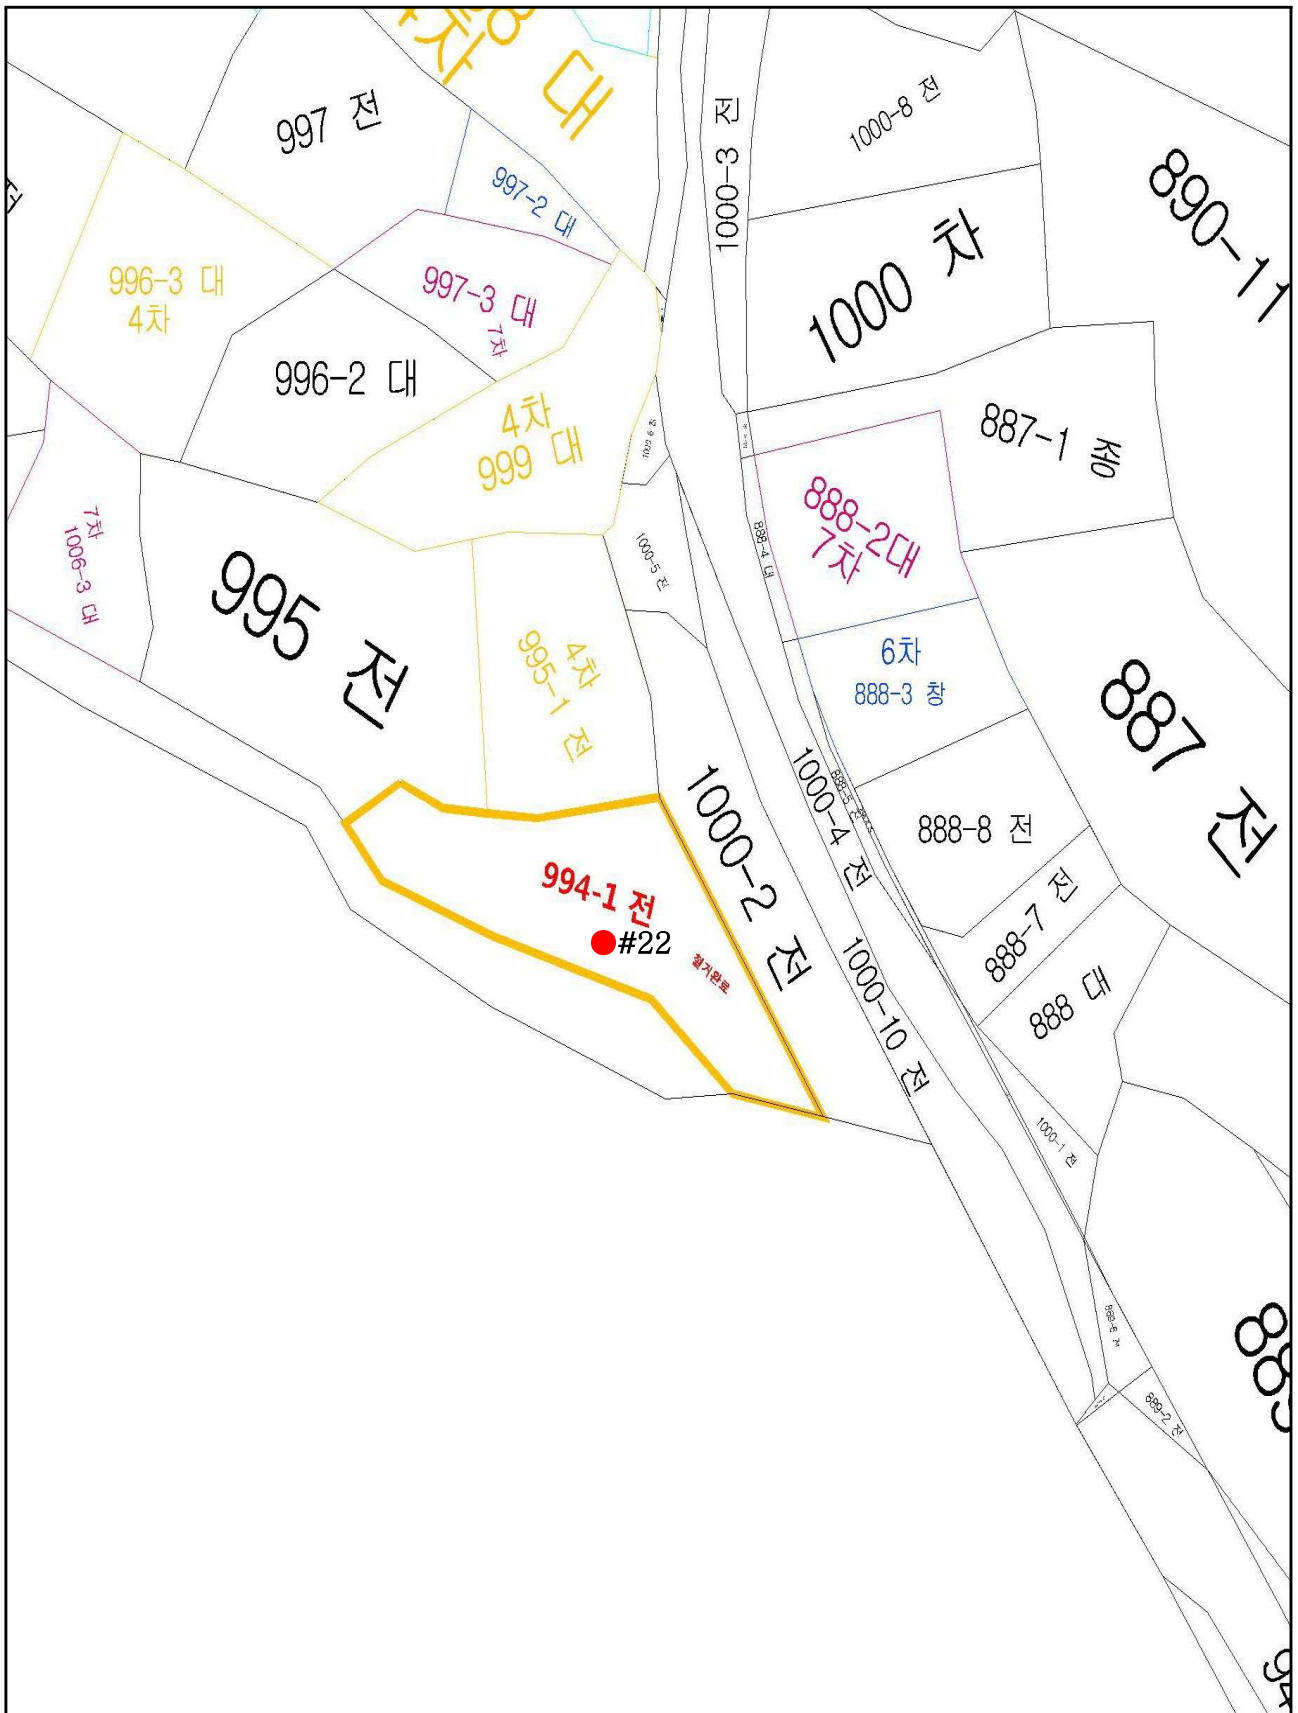 대
997 전
997-2 대
1000-3 전
1000-8 전
890-11
996-3 대
4차
997-3 대
7차
1000 차
996-2 대
4차
999 대
887-1 종
7차
1006-3 대
995 전
4차
995-1 전
1000-5 전
888-4 대
888-2대
7차
6차
888-3 창
887 전
1000-2 전
1000-4 전
888-5 전
888-8 전
994-1 전
#22
철거완료
1000-10 전
888-7 전
888 대
1000-1 전
889-2 전